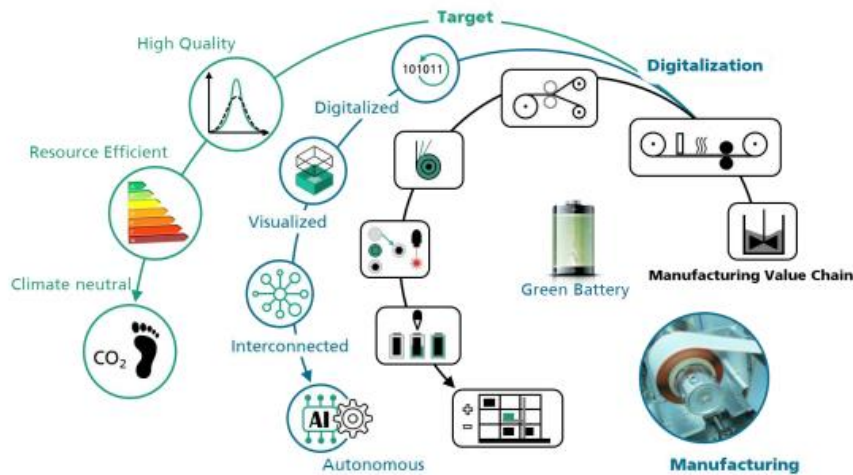 Target
High Quality
101011
Digitalization
Digitalized
Resource Efficient
Visualized
Manufacturing Value Chain
Climate neutral
Green Battery
CO₂
Interconnected
+
-
AI
Autonomous
Manufacturing